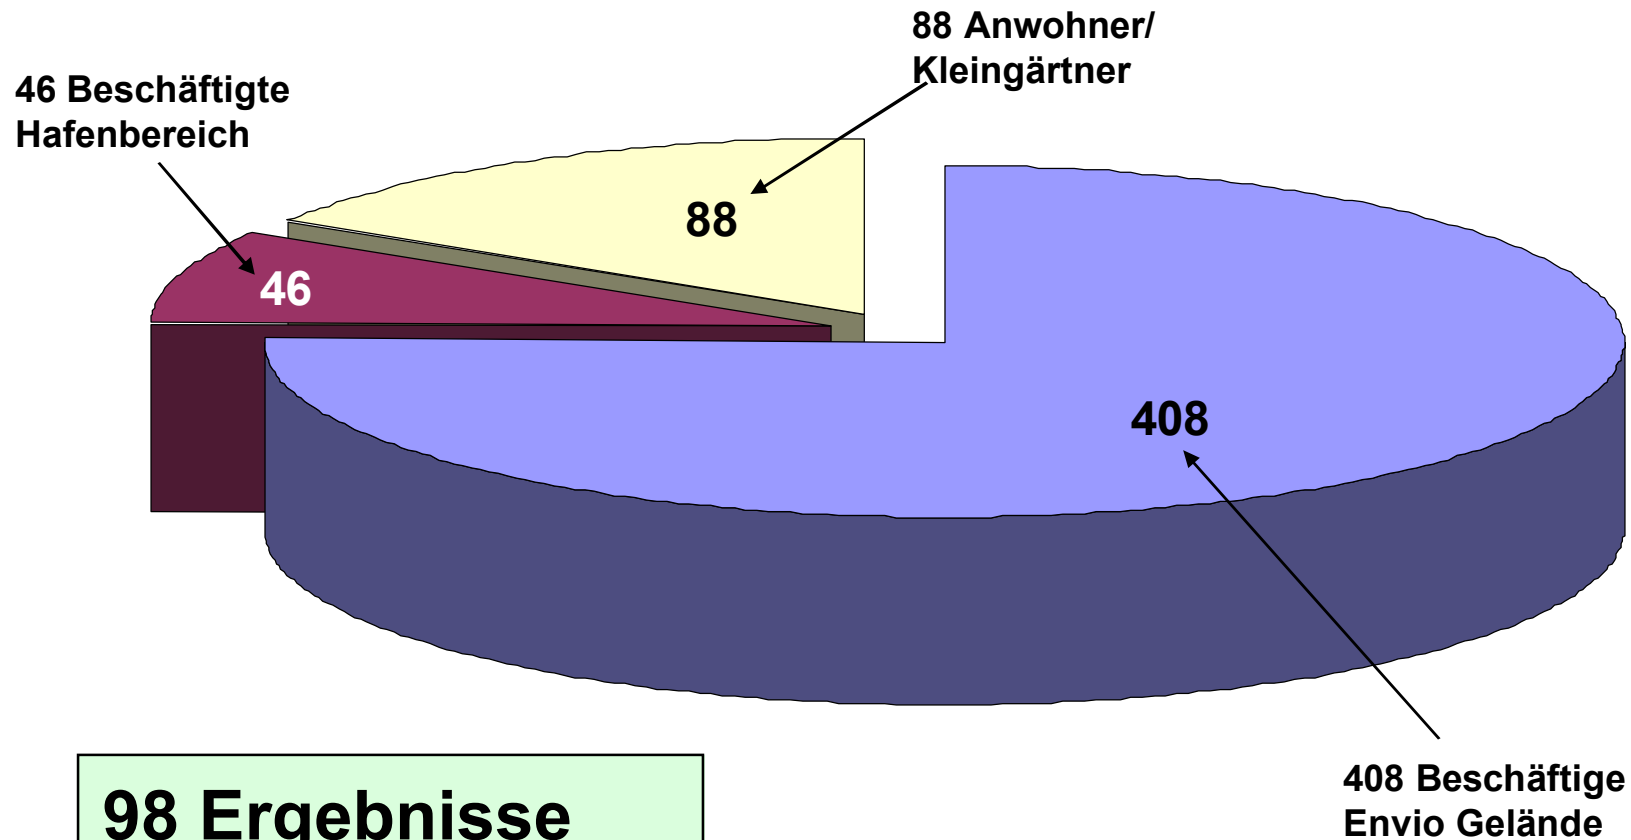 88 Anwohner/
Kleingärtner
46 Beschäftigte
Hafenbereich
88
46
408
408 Beschäftige
Envio Gelände
98 Ergebnisse